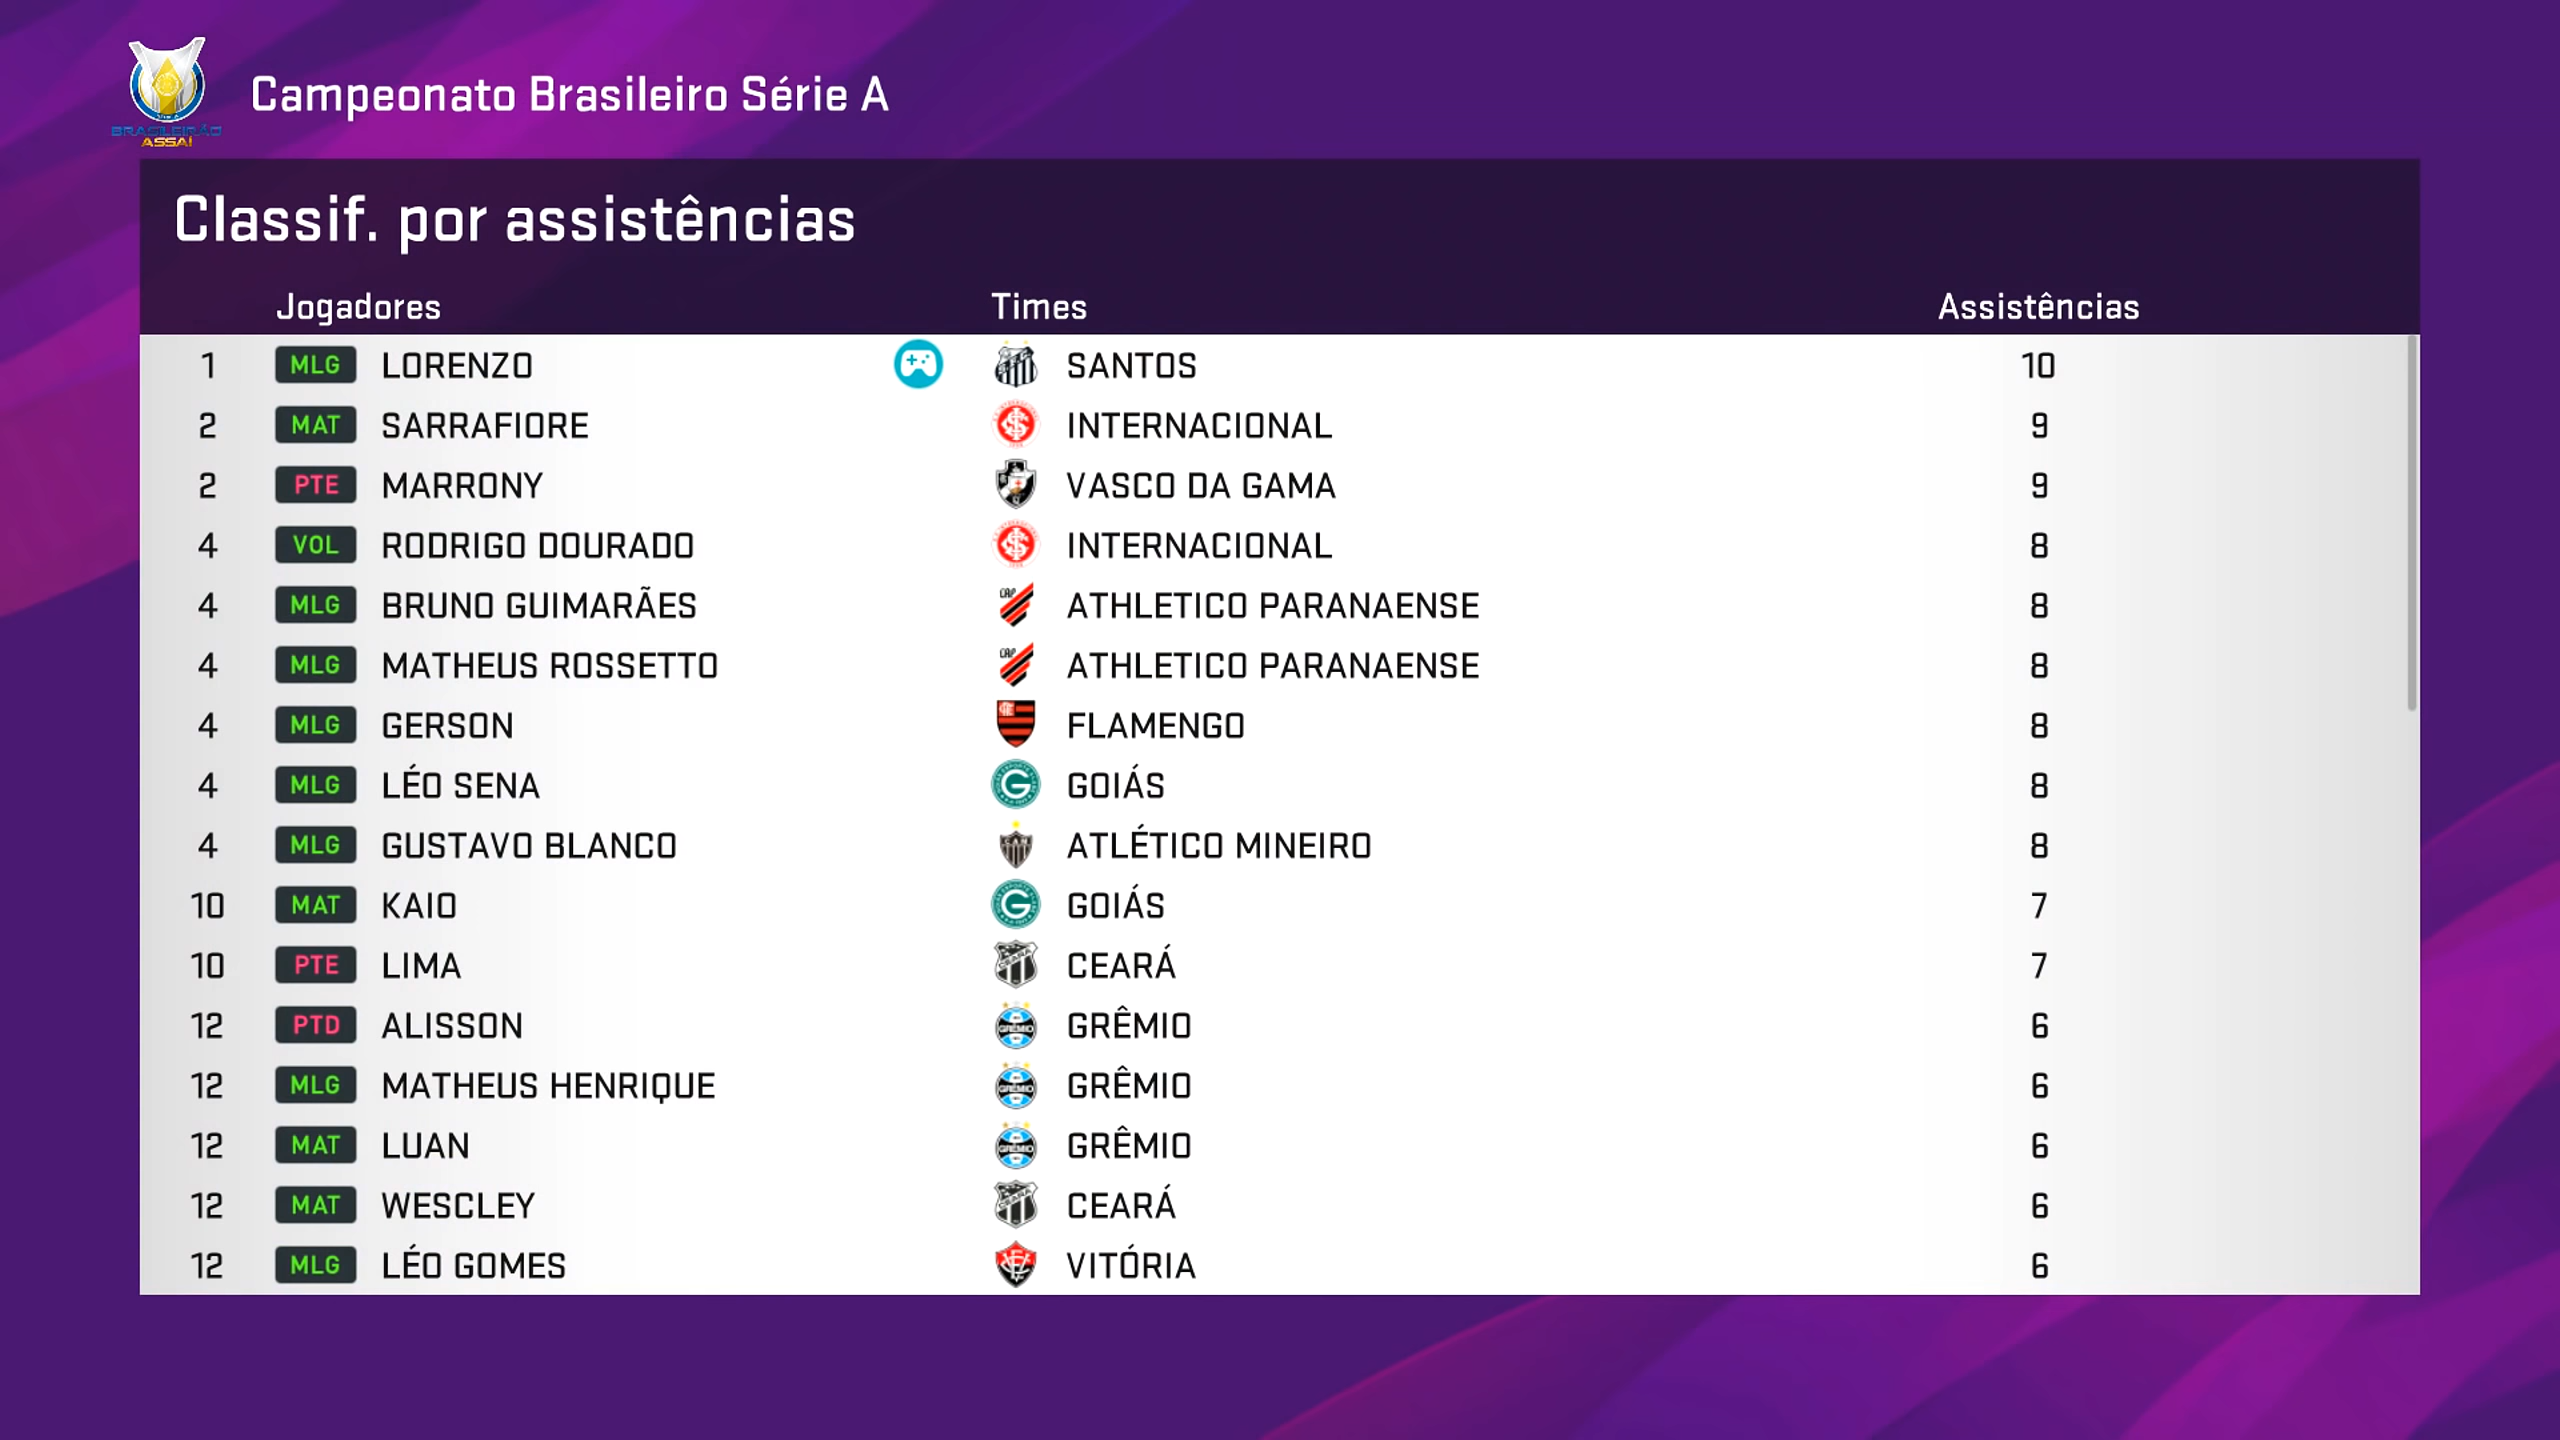 BRASILEIRÃO
ASSAÍ
Campeonato Brasileiro Série A
Classif. por assistências
Jogadores Times Assistências
1 MLG LORENZO SANTOS 10
2 MAT SARRAFIORE INTERNACIONAL 9
2 PTE MARRONY VASCO DA GAMA 9
4 VOL RODRIGO DOURADO INTERNACIONAL 8
4 MLG BRUNO GUIMARÃES ATHLETICO PARANAENSE 8
4 MLG MATHEUS ROSSETTO ATHLETICO PARANAENSE 8
4 MLG GERSON FLAMENGO 8
4 MLG LÉO SENA GOIÁS 8
4 MLG GUSTAVO BLANCO ATLÉTICO MINEIRO 8
10 MAT KAIO GOIÁS 7
10 PTE LIMA CEARÁ 7
12 PTD ALISSON GRÊMIO 6
12 MLG MATHEUS HENRIQUE GRÊMIO 6
12 MAT LUAN GRÊMIO 6
12 MAT WESCLEY CEARÁ 6
12 MLG LÉO GOMES VITÓRIA 6